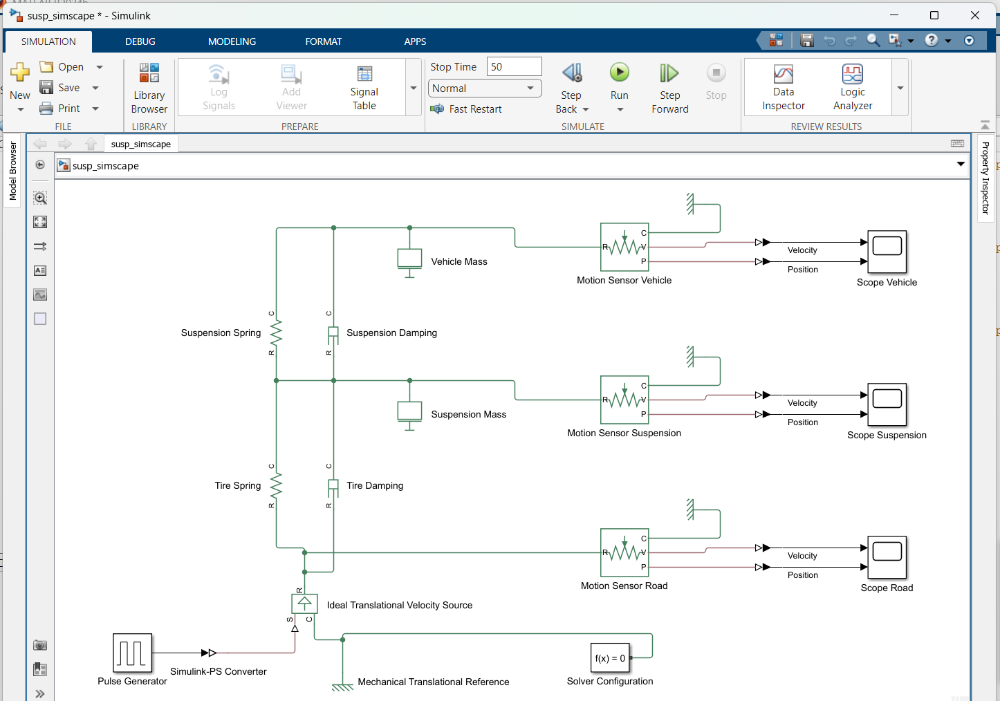 susp_simscape * - Simulink
SIMULATION DEBUG MODELING FORMAT APPS
New
Open
Save
Print
FILE
Library
Browser
LIBRARY
Log
Signals
Add
Viewer
Signal
Table
PREPARE
Stop Time 50
Normal
Fast Restart
Step
Back
Run
Step
Forward
Stop
SIMULATE
Data
Inspector
Logic
Analyzer
REVIEW RESULTS
Model Browser
Property Inspector
susp_simscape
susp_simscape
R C V P
Motion Sensor Vehicle
Velocity
Position
Scope Vehicle
Vehicle Mass
C
R
Suspension Spring
C
R
Suspension Damping
Suspension Mass
R C V P
Motion Sensor Suspension
Velocity
Position
Scope Suspension
C
R
Tire Spring
C
R
Tire Damping
R C V P
Motion Sensor Road
Velocity
Position
Scope Road
R
S C
Ideal Translational Velocity Source
Pulse Generator
Simulink-PS Converter
Mechanical Translational Reference
f(x) = 0
Solver Configuration